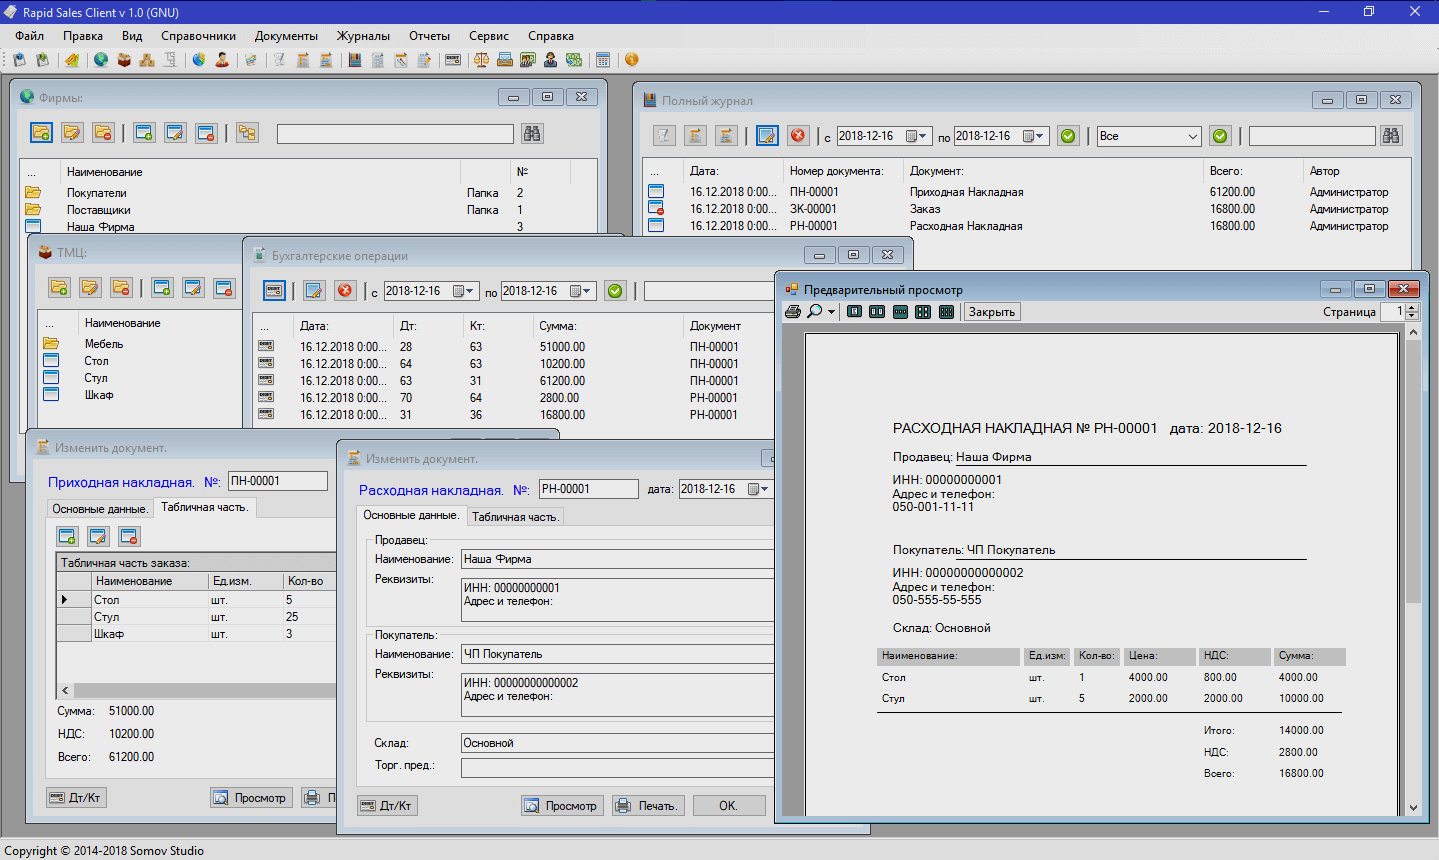 Rapid Sales Client v 1.0 (GNU)
Файл Правка Вид Справочники Документы Журналы Отчеты Сервис Справка
Фирмы:
... Наименование №
Покупатели Папка 2
Поставщики Папка 1
Наша Фирма 3
Полный журнал
с 2018-12-16 по 2018-12-16 Все
... Дата: Номер документа: Документ: Всего: Автор
16.12.2018 0:00... ПН-00001 Приходная Накладная 61200.00 Администратор
16.12.2018 0:00... ЗК-00001 Заказ 16800.00 Администратор
16.12.2018 0:00... РН-00001 Расходная Накладная 16800.00 Администратор
ТМЦ:
... Наименование
Мебель
Стол
Стул
Шкаф
Бухгалтерские операции
с 2018-12-16 по 2018-12-16
... Дата: Дт: Кт: Сумма: Документ
16.12.2018 0:00... 28 63 51000.00 ПН-00001
16.12.2018 0:00... 64 63 10200.00 ПН-00001
16.12.2018 0:00... 63 31 61200.00 ПН-00001
16.12.2018 0:00... 70 64 2800.00 РН-00001
16.12.2018 0:00... 31 36 16800.00 РН-00001
Изменить документ.
Приходная накладная. №: ПН-00001
Основные данные. Табличная часть.
Табличная часть заказа:
Наименование Ед.изм. Кол-во
Стол шт. 5
Стул шт. 25
Шкаф шт. 3
Сумма: 51000.00
НДС: 10200.00
Всего: 61200.00
Дт/Кт Просмотр
Изменить документ.
Расходная накладная. №: РН-00001 дата: 2018-12-16
Основные данные. Табличная часть.
Продавец:
Наименование: Наша Фирма
Реквизиты: ИНН: 00000000001
Адрес и телефон:
Покупатель:
Наименование: ЧП Покупатель
Реквизиты: ИНН: 00000000000002
Адрес и телефон:
Склад: Основной
Торг. пред.:
Дт/Кт Просмотр Печать. OK.
Предварительный просмотр
Закрыть Страница 1
РАСХОДНАЯ НАКЛАДНАЯ № РН-00001 дата: 2018-12-16
Продавец: Наша Фирма
ИНН: 00000000001
Адрес и телефон:
050-001-11-11
Покупатель: ЧП Покупатель
ИНН: 00000000000002
Адрес и телефон:
050-555-55-555
Склад: Основной
Наименование: Ед.изм: Кол-во: Цена: НДС: Сумма:
Стол шт. 1 4000.00 800.00 4000.00
Стул шт. 5 2000.00 2000.00 10000.00
Итого: 14000.00
НДС: 2800.00
Всего: 16800.00
Copyright © 2014-2018 Somov Studio